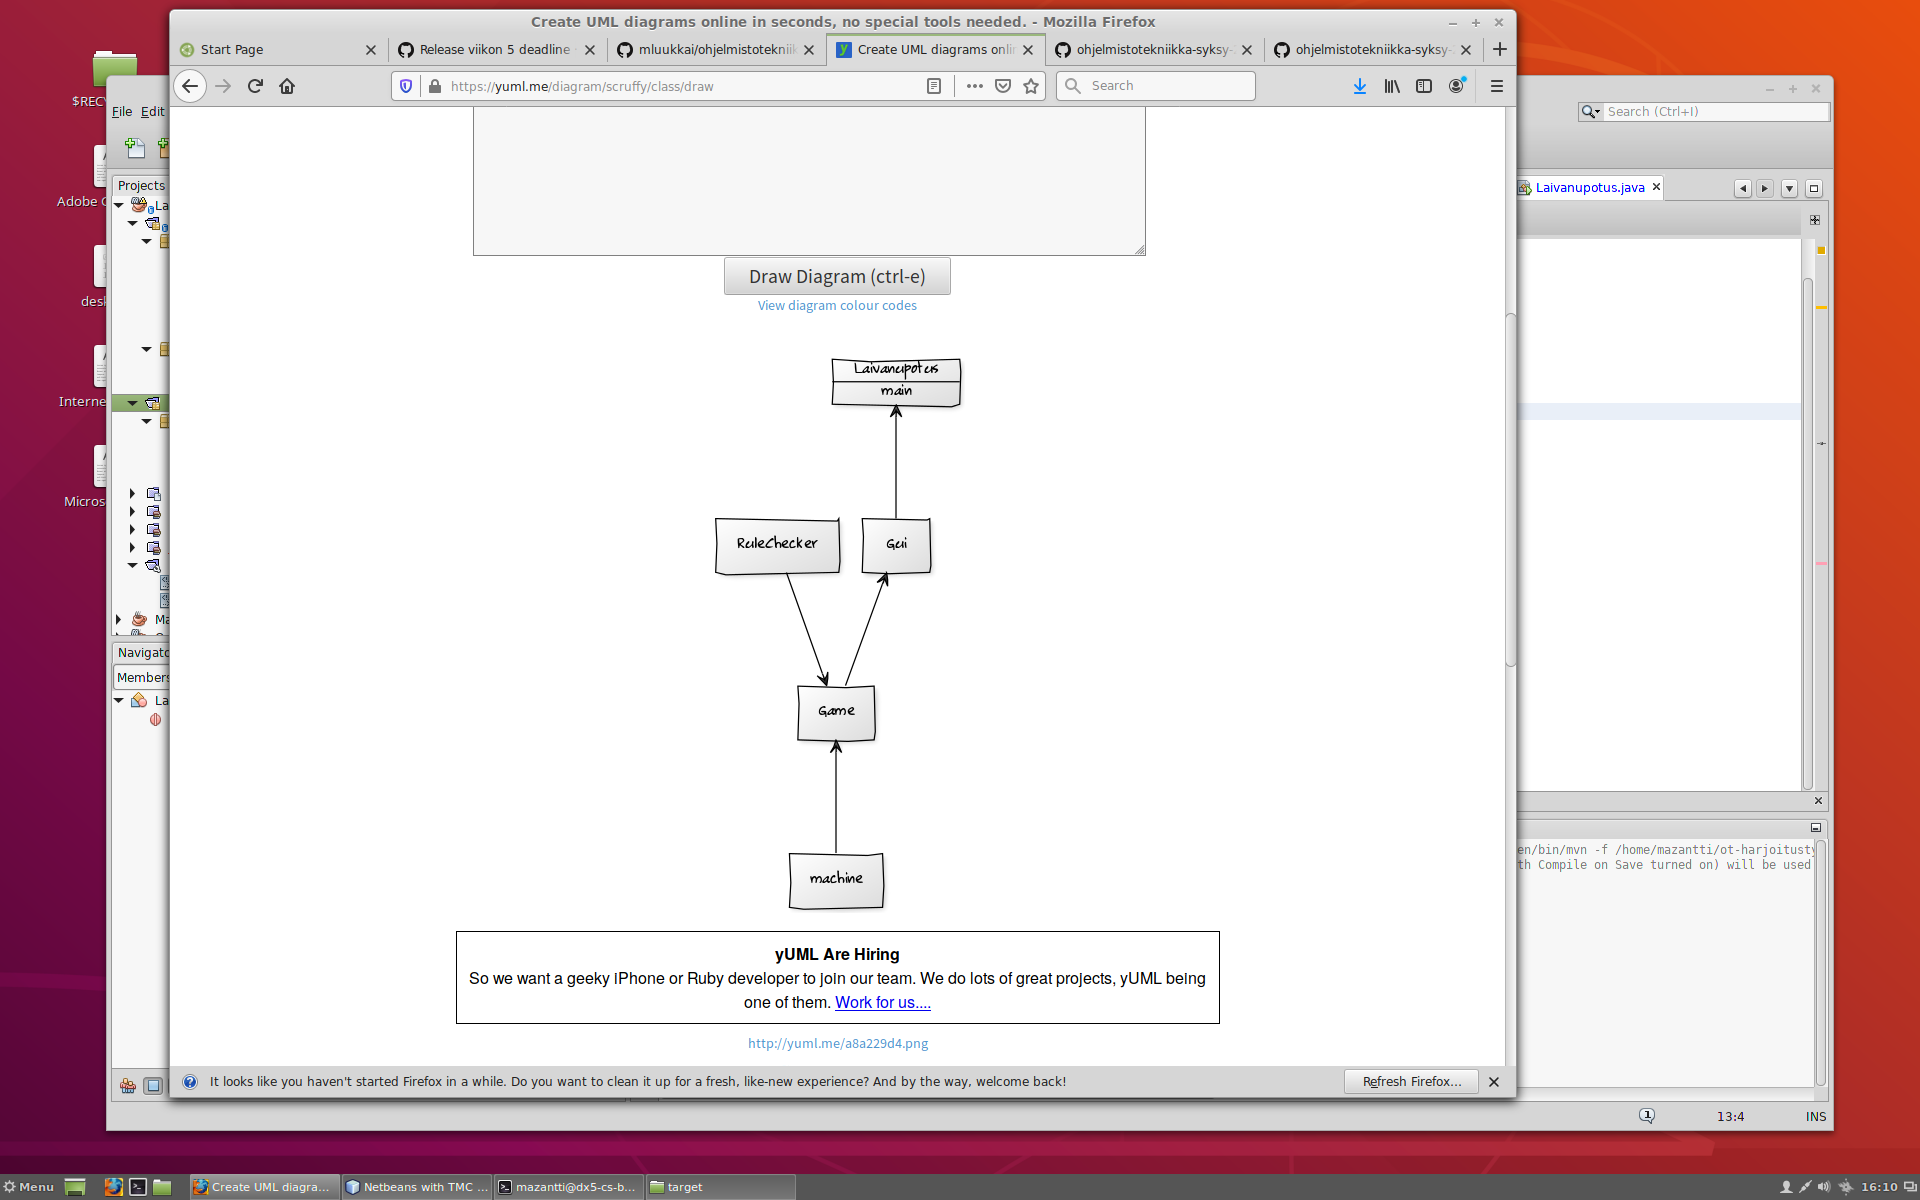 Create UML diagrams online in seconds, no special tools needed. - Mozilla Firefox
Start Page
Release viikon 5 deadline
mluukkai/ohjelmistotekniik
Create UML diagrams onli
ohjelmistotekniikka-syksy-
ohjelmistotekniikka-syksy-
https://yuml.me/diagram/scruffy/class/draw
Search
$REC
File Edit
Search (Ctrl+I)
Adobe
Projects
Laivanupotus.java
La
Draw Diagram (ctrl-e)
View diagram colour codes
desk
Laivanupotus
main
Interne
Micros
RuleChecker
Gui
Ma
Navigato
Members
La
Game
machine
en/bin/mvn -f /home/mazantti/ot-harjoitusty
th Compile on Save turned on) will be used
yUML Are Hiring
So we want a geeky iPhone or Ruby developer to join our team. We do lots of great projects, yUML being
one of them. Work for us....
http://yuml.me/a8a229d4.png
It looks like you haven't started Firefox in a while. Do you want to clean it up for a fresh, like-new experience? And by the way, welcome back!
Refresh Firefox...
1
13:4
INS
Menu
Create UML diagra...
Netbeans with TMC ...
mazantti@dx5-cs-b...
target
16:10